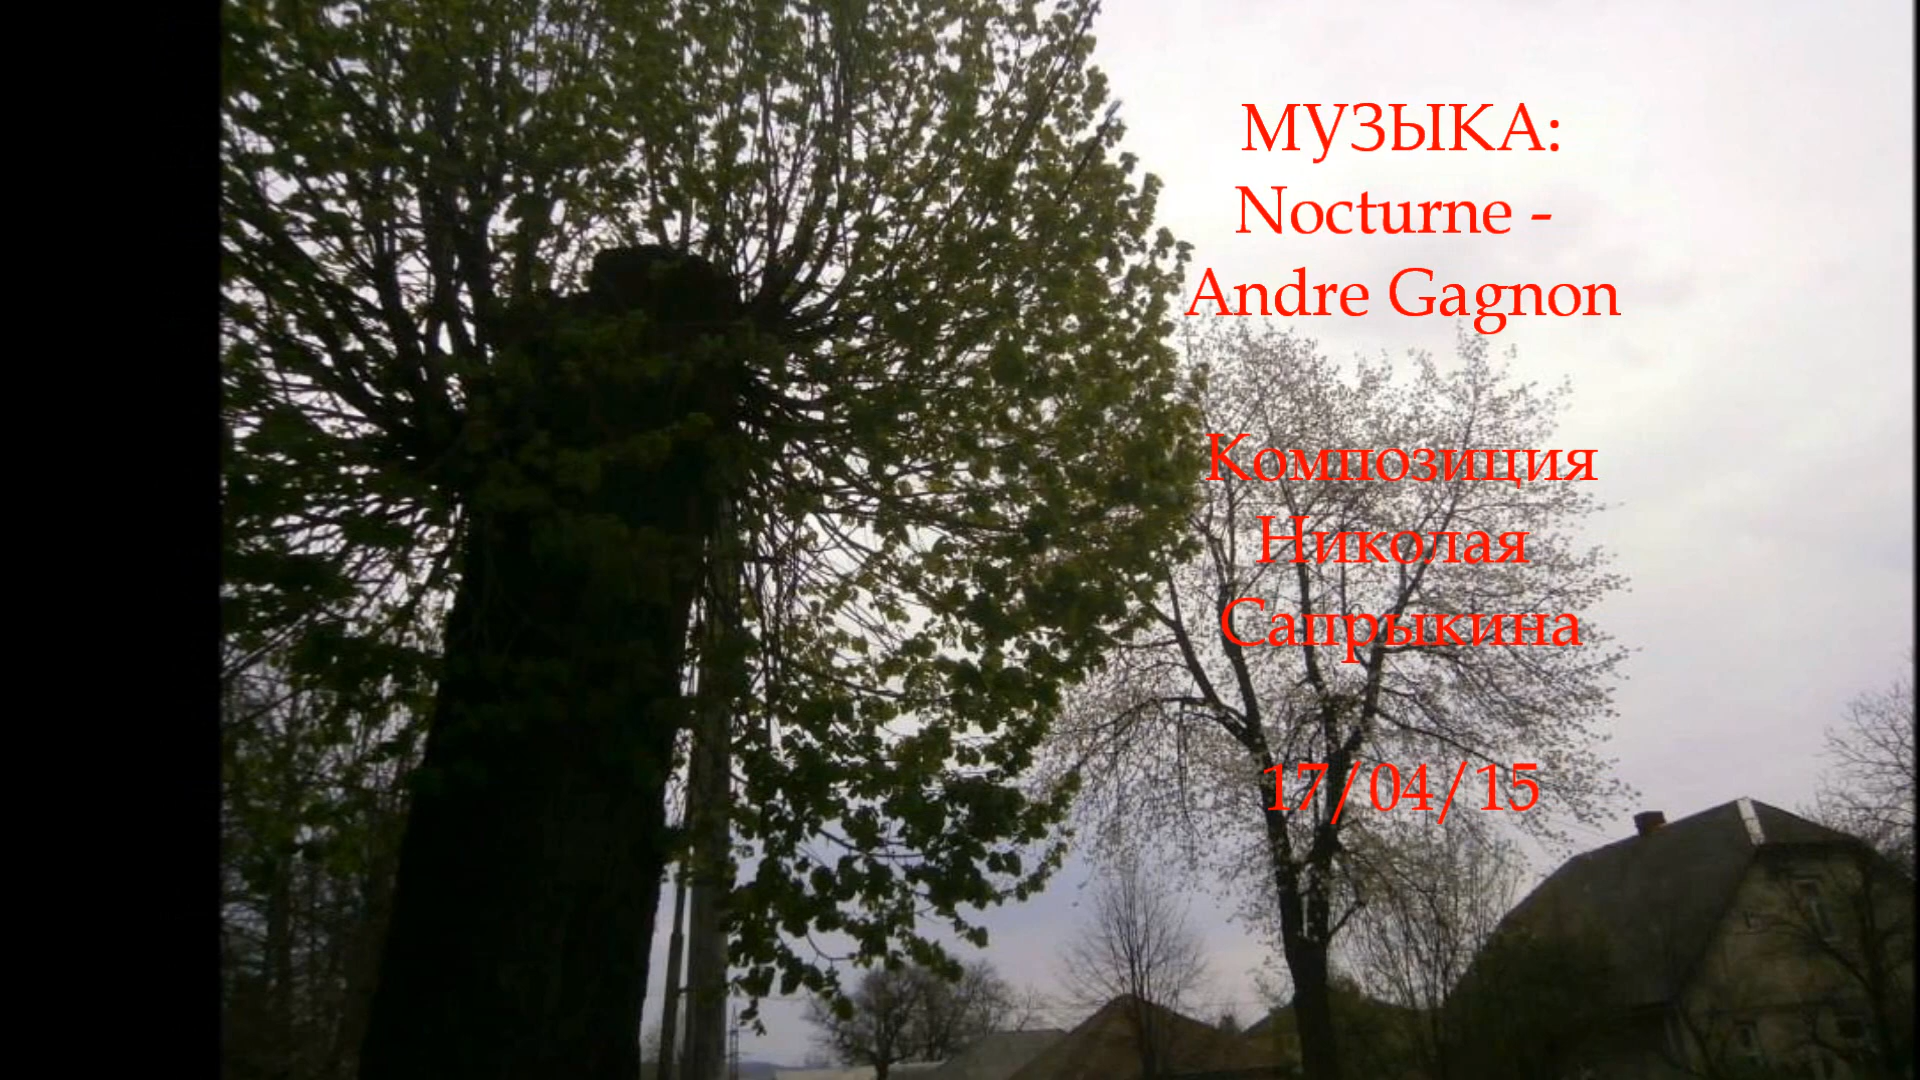 МУЗЫКА:
Nocturne -
Andre Gagnon
Композиция
Николая
Сапрыкина
17/04/15